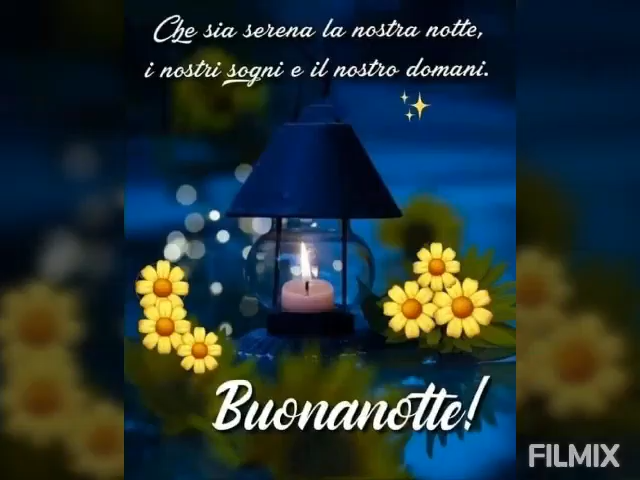 Che sia serena la nostra notte,
i nostri sogni e il nostro domani.
Buonanotte!
FILMIX